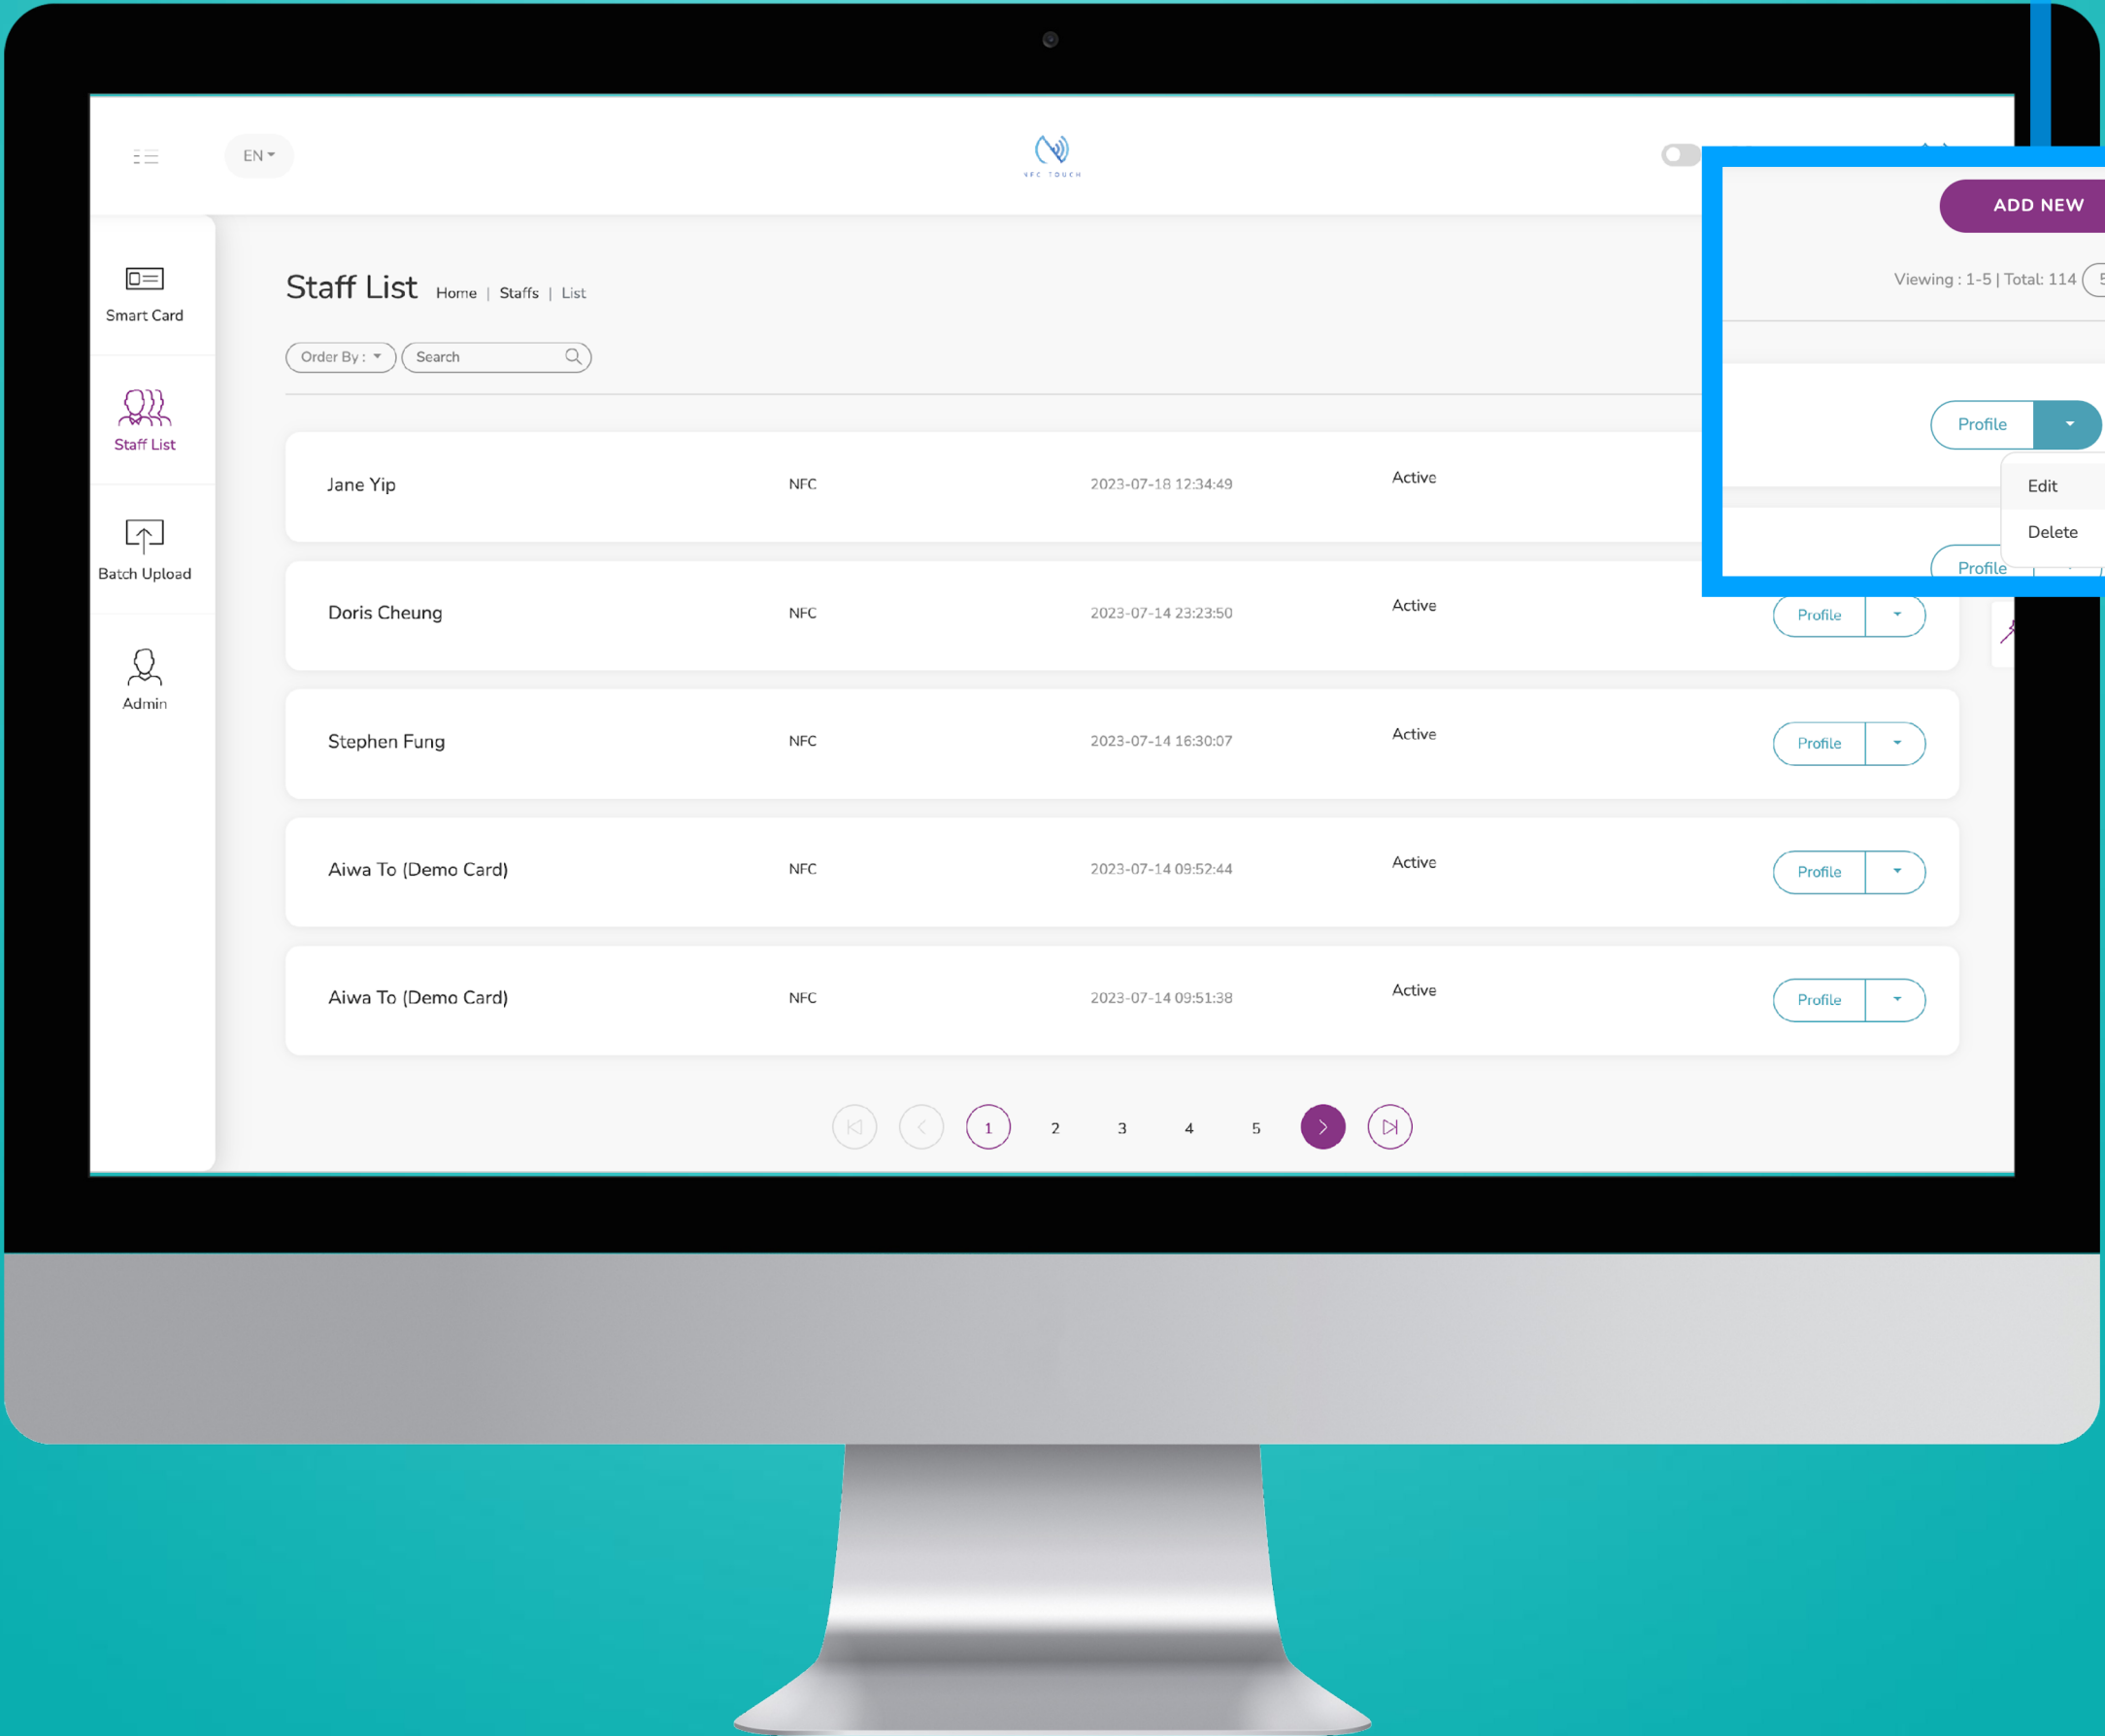 EN
NFC TOUCH
ADD NEW
Viewing : 1-5 | Total: 114 5
Smart Card
Staff List
Batch Upload
Admin
Staff List Home | Staffs | List
Order By : Search
Jane Yip NFC 2023-07-18 12:34:49 Active Profile
Edit
Delete
Profile
Doris Cheung NFC 2023-07-14 23:23:50 Active Profile
Stephen Fung NFC 2023-07-14 16:30:07 Active Profile
Aiwa To (Demo Card) NFC 2023-07-14 09:52:44 Active Profile
Aiwa To (Demo Card) NFC 2023-07-14 09:51:38 Active Profile
1 2 3 4 5